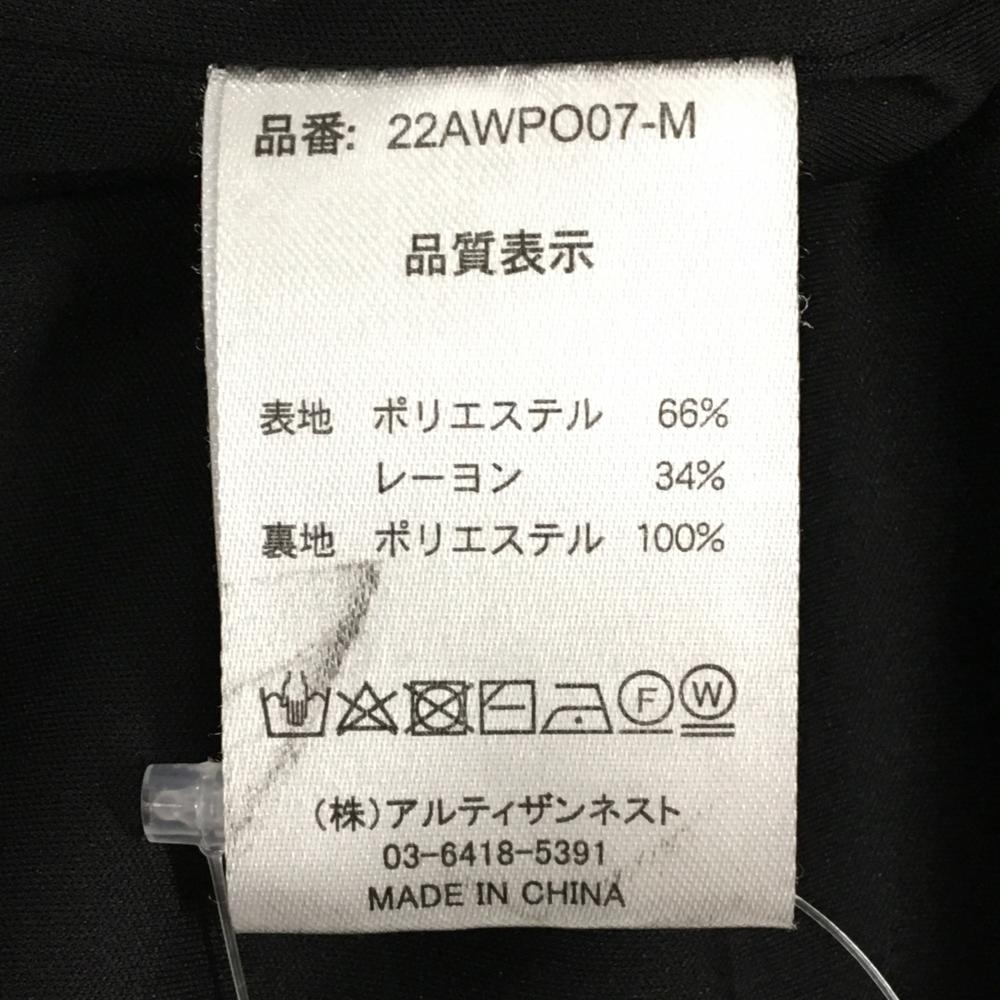 品番: 22AWPO07-M
品質表示
表地 ポリエステル 66%
レーヨン 34%
裏地 ポリエステル 100%
F W
(株)アルティザンネスト
03-6418-5391
MADE IN CHINA